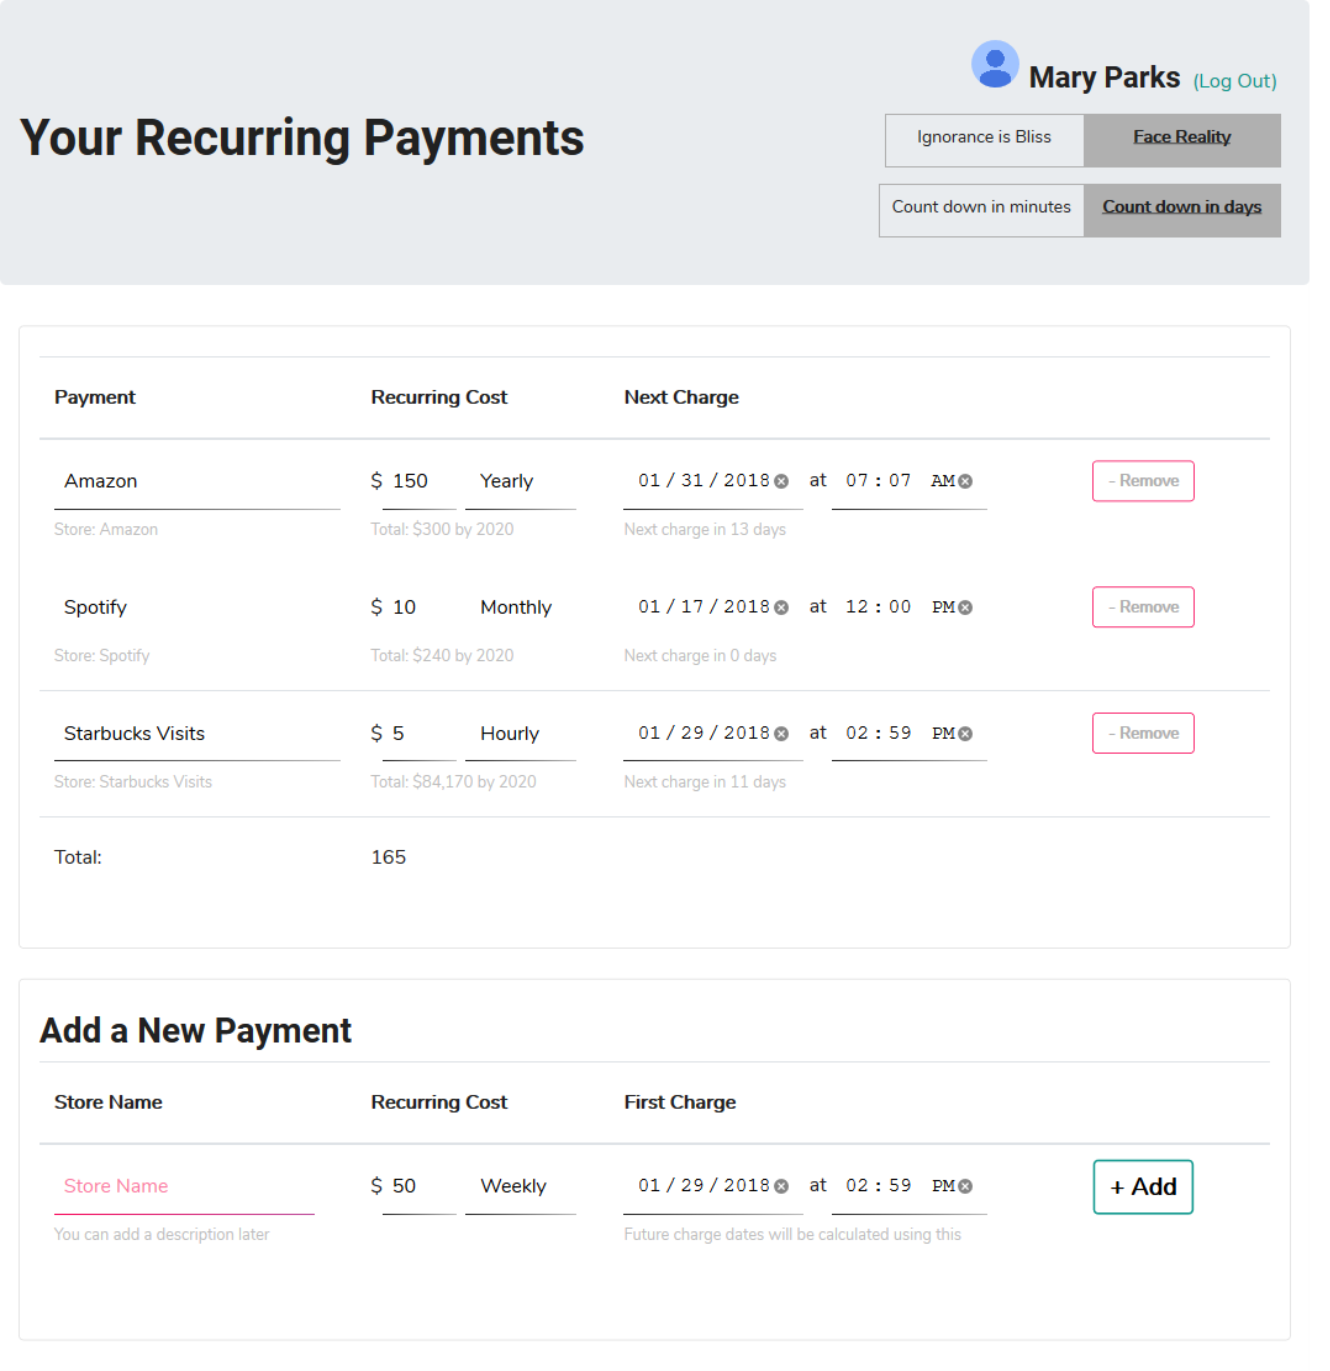 Mary Parks (Log Out)
Your Recurring Payments
Ignorance is Bliss Face Reality
Count down in minutes Count down in days
Payment Recurring Cost Next Charge
Amazon $ 150 Yearly 01/31/2018 at 07:07 AM - Remove
Store: Amazon Total: $300 by 2020 Next charge in 13 days
Spotify $ 10 Monthly 01/17/2018 at 12:00 PM - Remove
Store: Spotify Total: $240 by 2020 Next charge in 0 days
Starbucks Visits $ 5 Hourly 01/29/2018 at 02:59 PM - Remove
Store: Starbucks Visits Total: $84,170 by 2020 Next charge in 11 days
Total: 165
Add a New Payment
Store Name Recurring Cost First Charge
Store Name $ 50 Weekly 01/29/2018 at 02:59 PM + Add
You can add a description later Future charge dates will be calculated using this